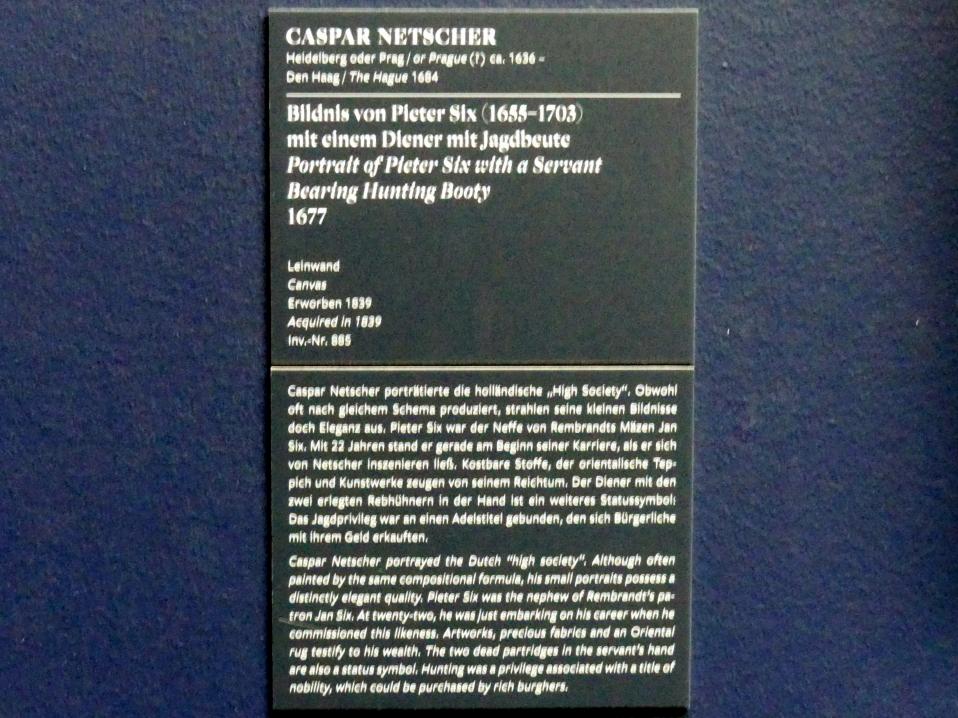 CASPAR NETSCHER
Heidelberg oder Prag / or Prague (?) ca. 1636 –
Den Haag / The Hague 1684
Bildnis von Pieter Six (1655–1703)
mit einem Diener mit Jagdbeute
Portrait of Pieter Six with a Servant
Bearing Hunting Booty
1677
Leinwand
Canvas
Erworben 1839
Acquired in 1839
Inv.-Nr. 885
Caspar Netscher porträtierte die holländische „High Society“. Obwohl
oft nach gleichem Schema produziert, strahlen seine kleinen Bildnisse
doch Eleganz aus. Pieter Six war der Neffe von Rembrandts Mäzen Jan
Six. Mit 22 Jahren stand er gerade am Beginn seiner Karriere, als er sich
von Netscher inszenieren ließ. Kostbare Stoffe, der orientalische Tep-
pich und Kunstwerke zeugen von seinem Reichtum. Der Diener mit den
zwei erlegten Rebhühnern in der Hand ist ein weiteres Statussymbol:
Das Jagdprivileg war an einen Adelstitel gebunden, den sich Bürgerliche
mit ihrem Geld erkauften.
Caspar Netscher portrayed the Dutch “high society”. Although often
painted by the same compositional formula, his small portraits possess a
distinctly elegant quality. Pieter Six was the nephew of Rembrandt's pa-
tron Jan Six. At twenty-two, he was just embarking on his career when he
commissioned this likeness. Artworks, precious fabrics and an Oriental
rug testify to his wealth. The two dead partridges in the servant's hand
are also a status symbol. Hunting was a privilege associated with a title of
nobility, which could be purchased by rich burghers.